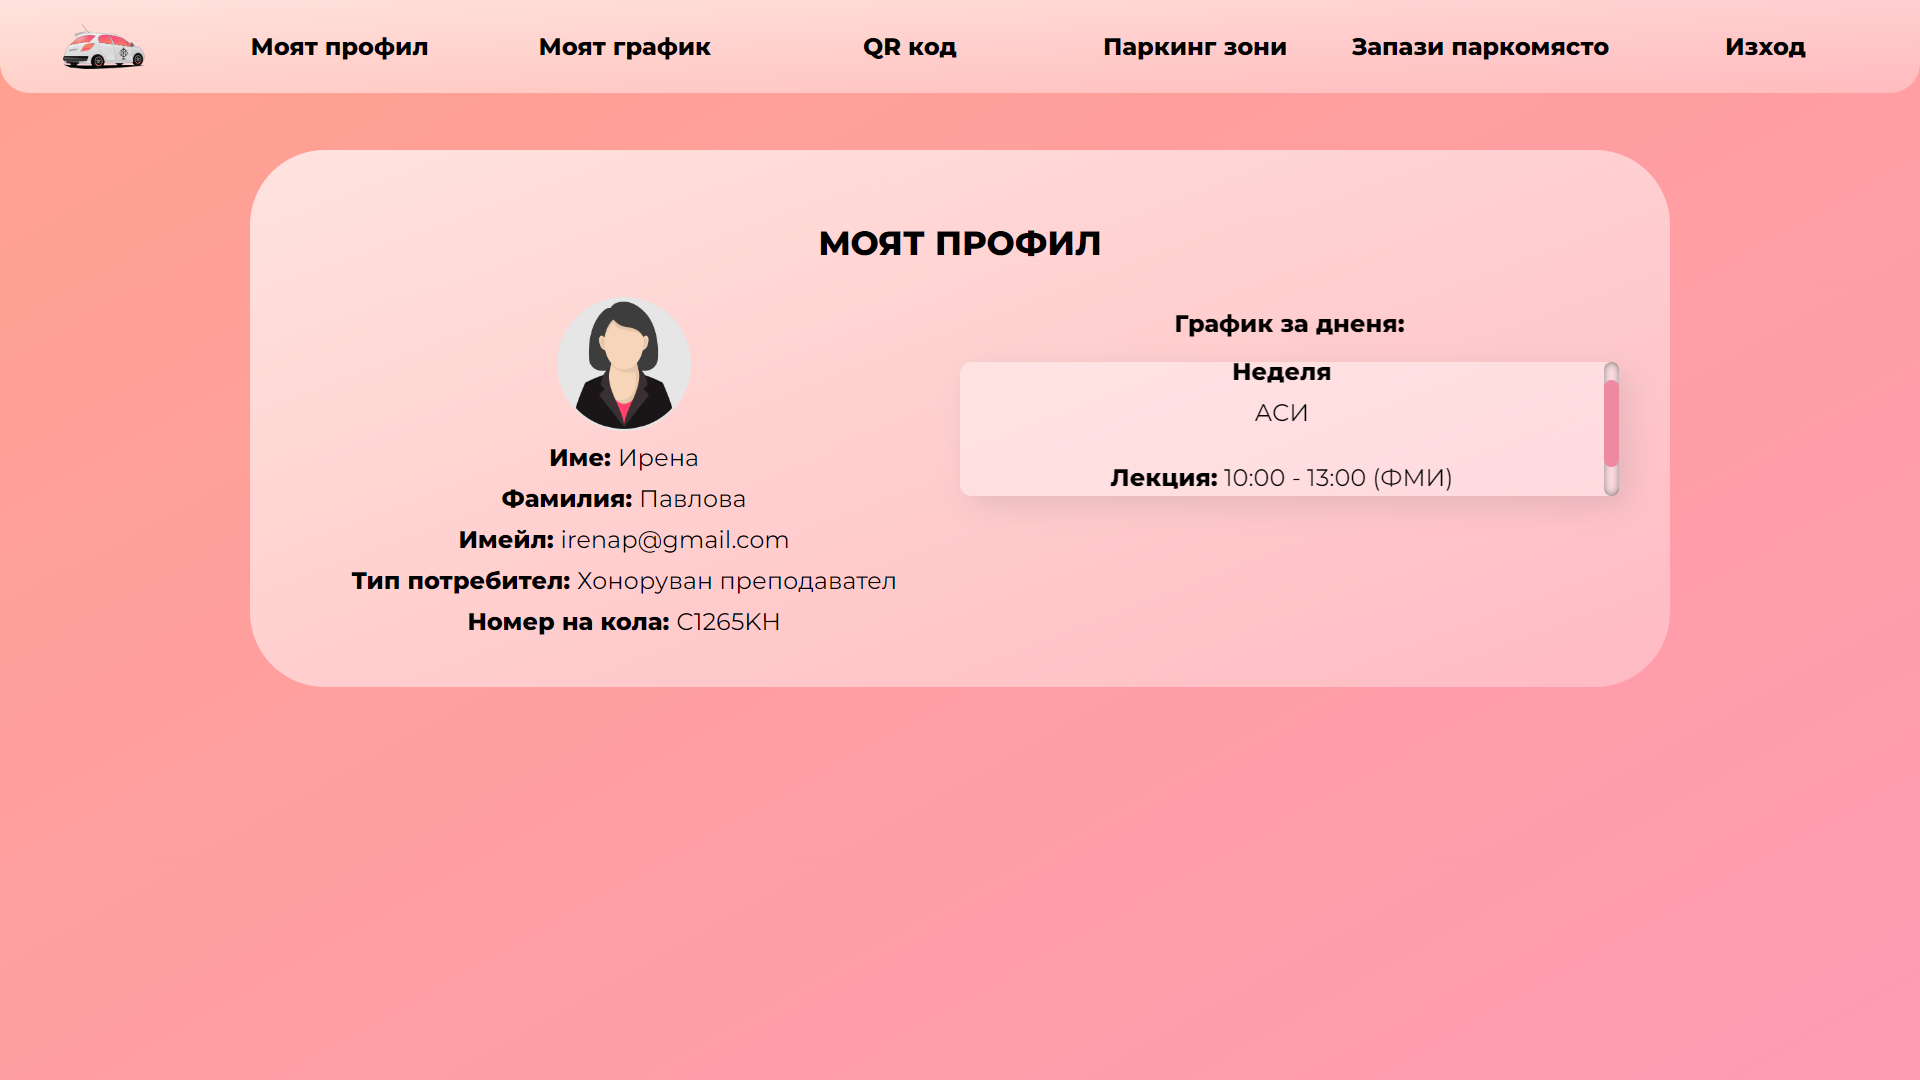 Моят профил
Моят график
QR код
Паркинг зони
Запази паркомясто
Изход
МОЯТ ПРОФИЛ
Име: Ирена
Фамилия: Павлова
Имейл: irenap@gmail.com
Тип потребител: Хоноруван преподавател
Номер на кола: C1265KH
График за дненя:
Неделя
АСИ
Лекция: 10:00 - 13:00 (ФМИ)